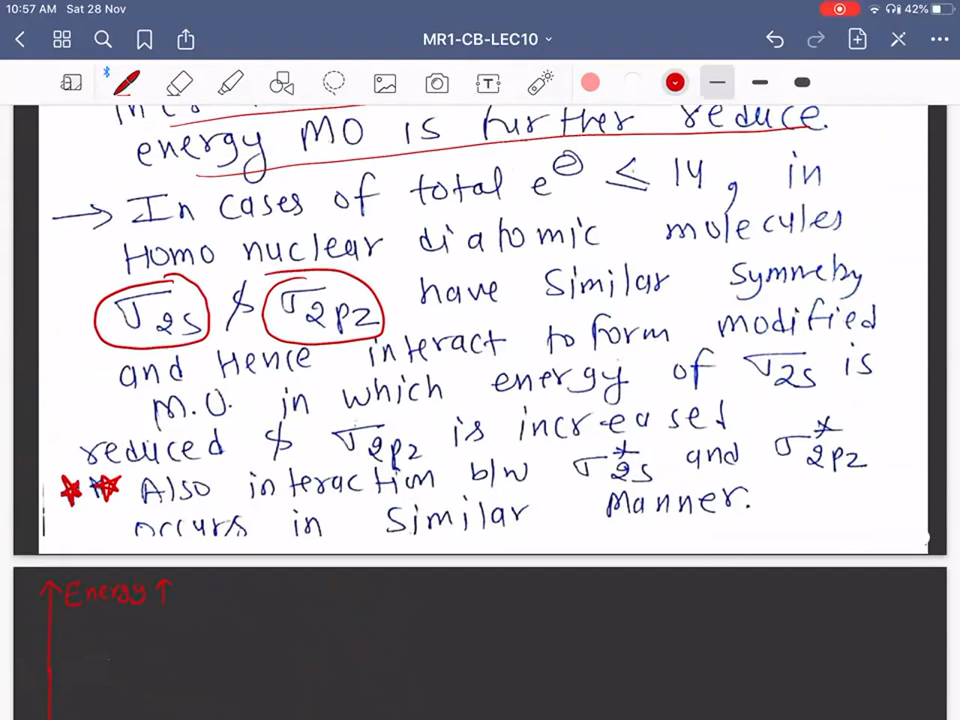 10:57 AM Sat 28 Nov
42%
MR1-CB-LEC10
energy MO is further reduce.
→ In cases of total e⊖ ≤ 14, in
Homo nuclear diatomic molecules
σ2s & σ2pz have Similar Symmetry
and Hence interact to form modified
M.O. in which energy of σ2s is
reduced & σ2pz is increased
Also interaction b/w σ*2s and σ*2pz
occurs in Similar Manner.
Energy ↑